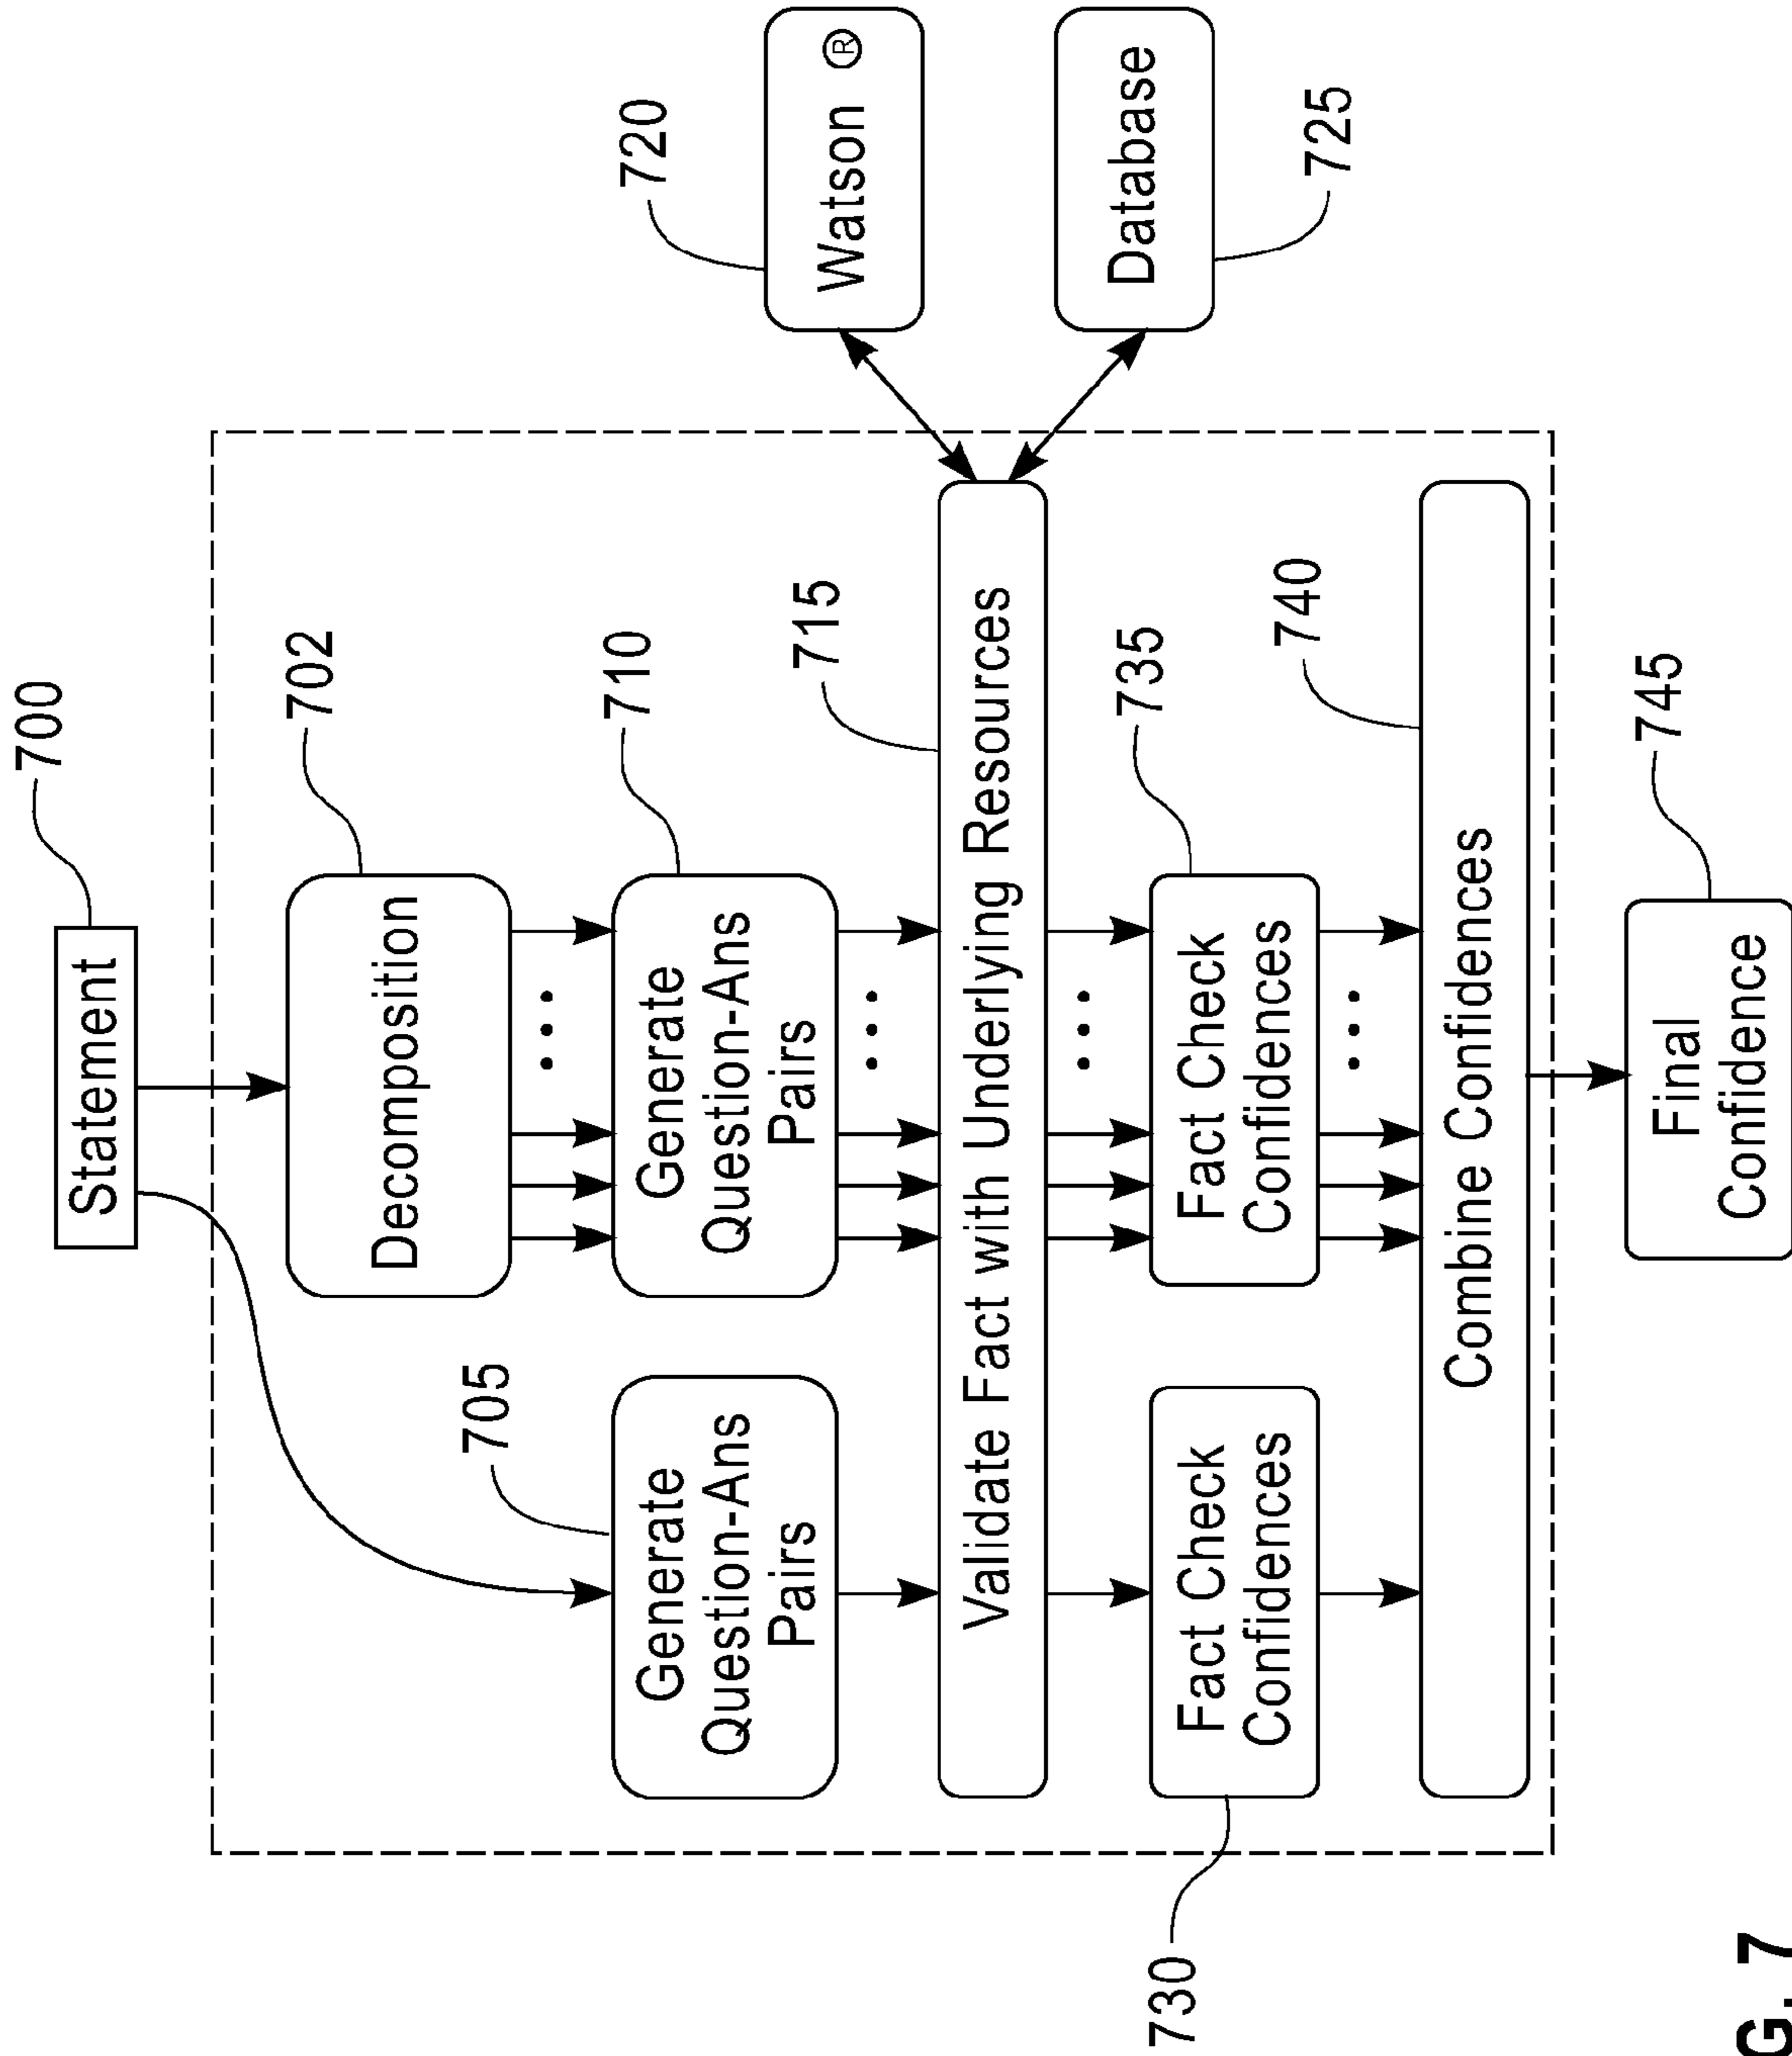 700
Statement
702
Decomposition
705
Generate
Question-Ans
Pairs
710
Generate
Question-Ans
Pairs
715
Validate Fact with Underlying Resources
720
Watson ®
Database
725
730
Fact Check
Confidences
735
Fact Check
Confidences
740
Combine Confidences
745
Final
Confidence
G. 7